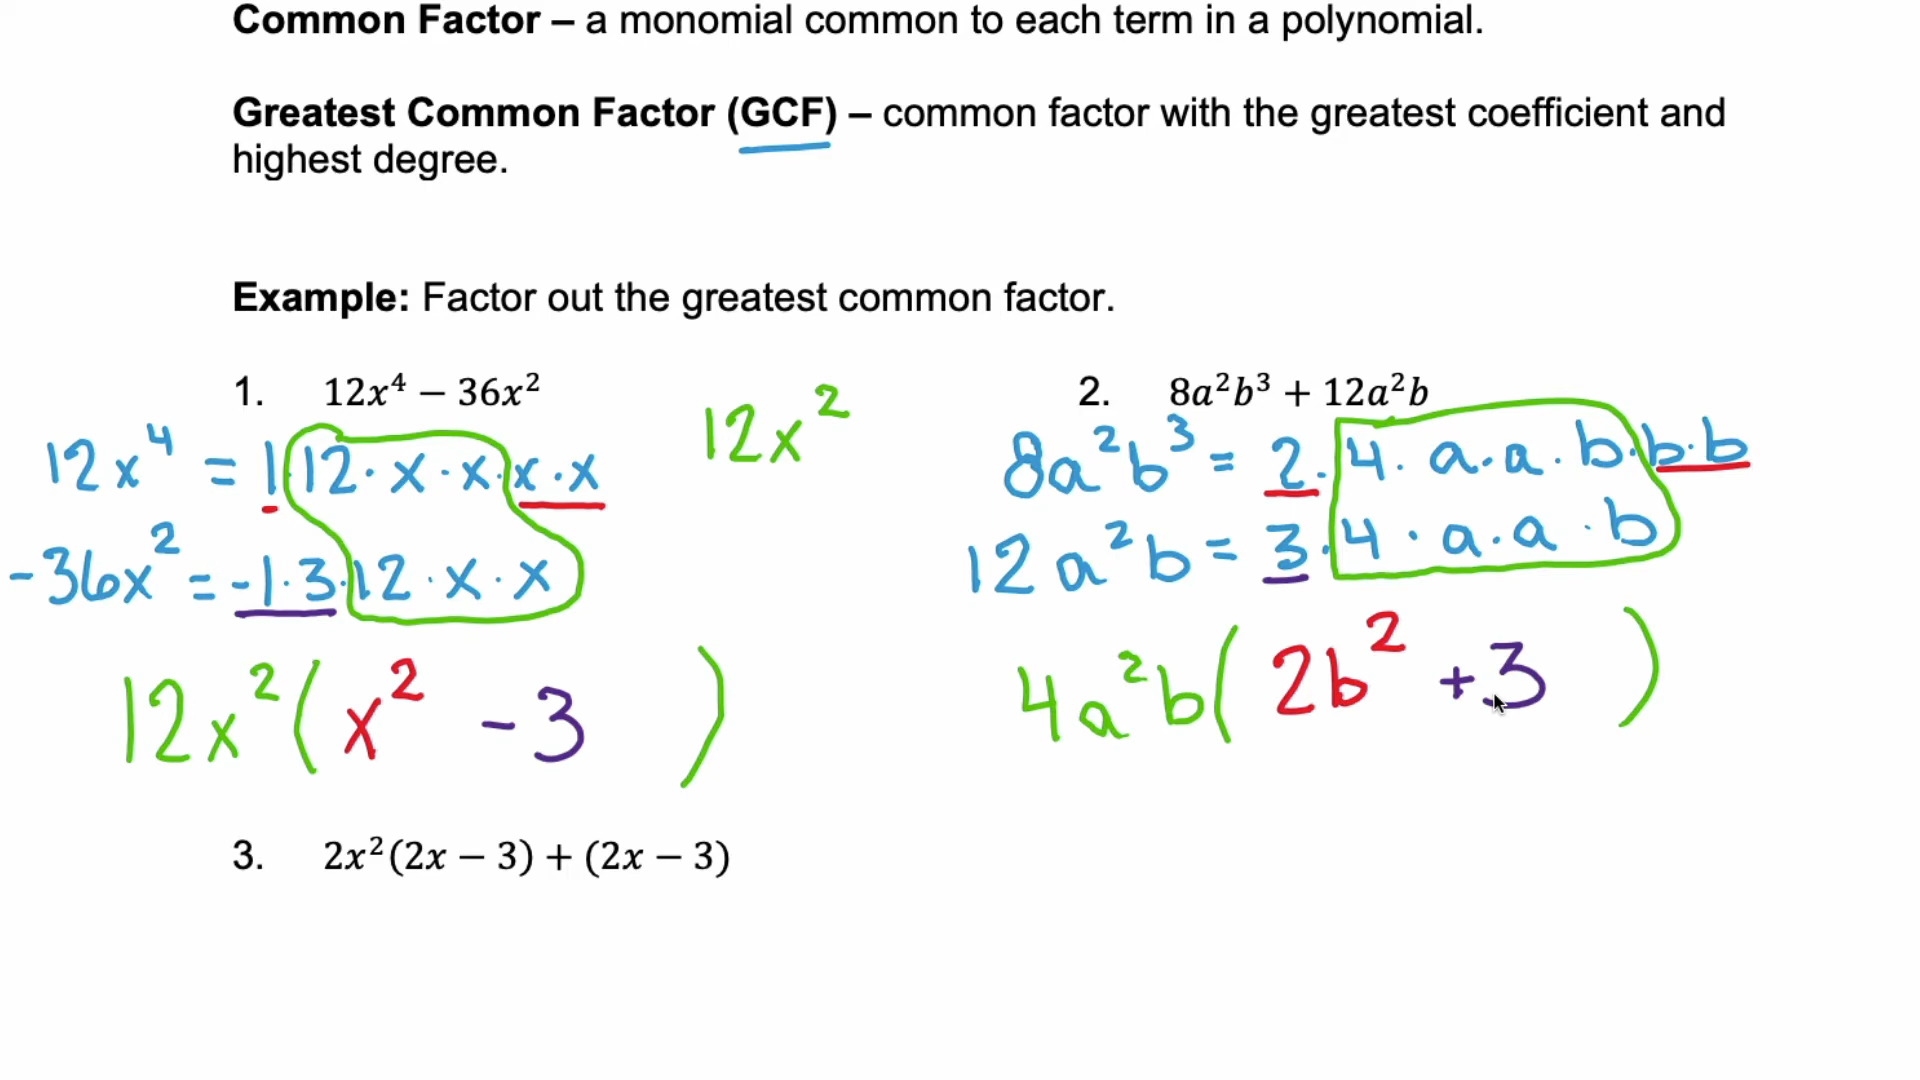 Common Factor – a monomial common to each term in a polynomial.
Greatest Common Factor (GCF) – common factor with the greatest coefficient and
highest degree.
Example: Factor out the greatest common factor.
1. 12x⁴ – 36x²
12x²
12x⁴ = 1·12·x·x·x·x
-36x² = -1·3·12·x·x
12x²(x² -3)
2. 8a²b³ + 12a²b
8a²b³ = 2·4·a·a·b·b·b
12a²b = 3·4·a·a·b
4a²b(2b² +3)
3. 2x²(2x – 3) + (2x – 3)